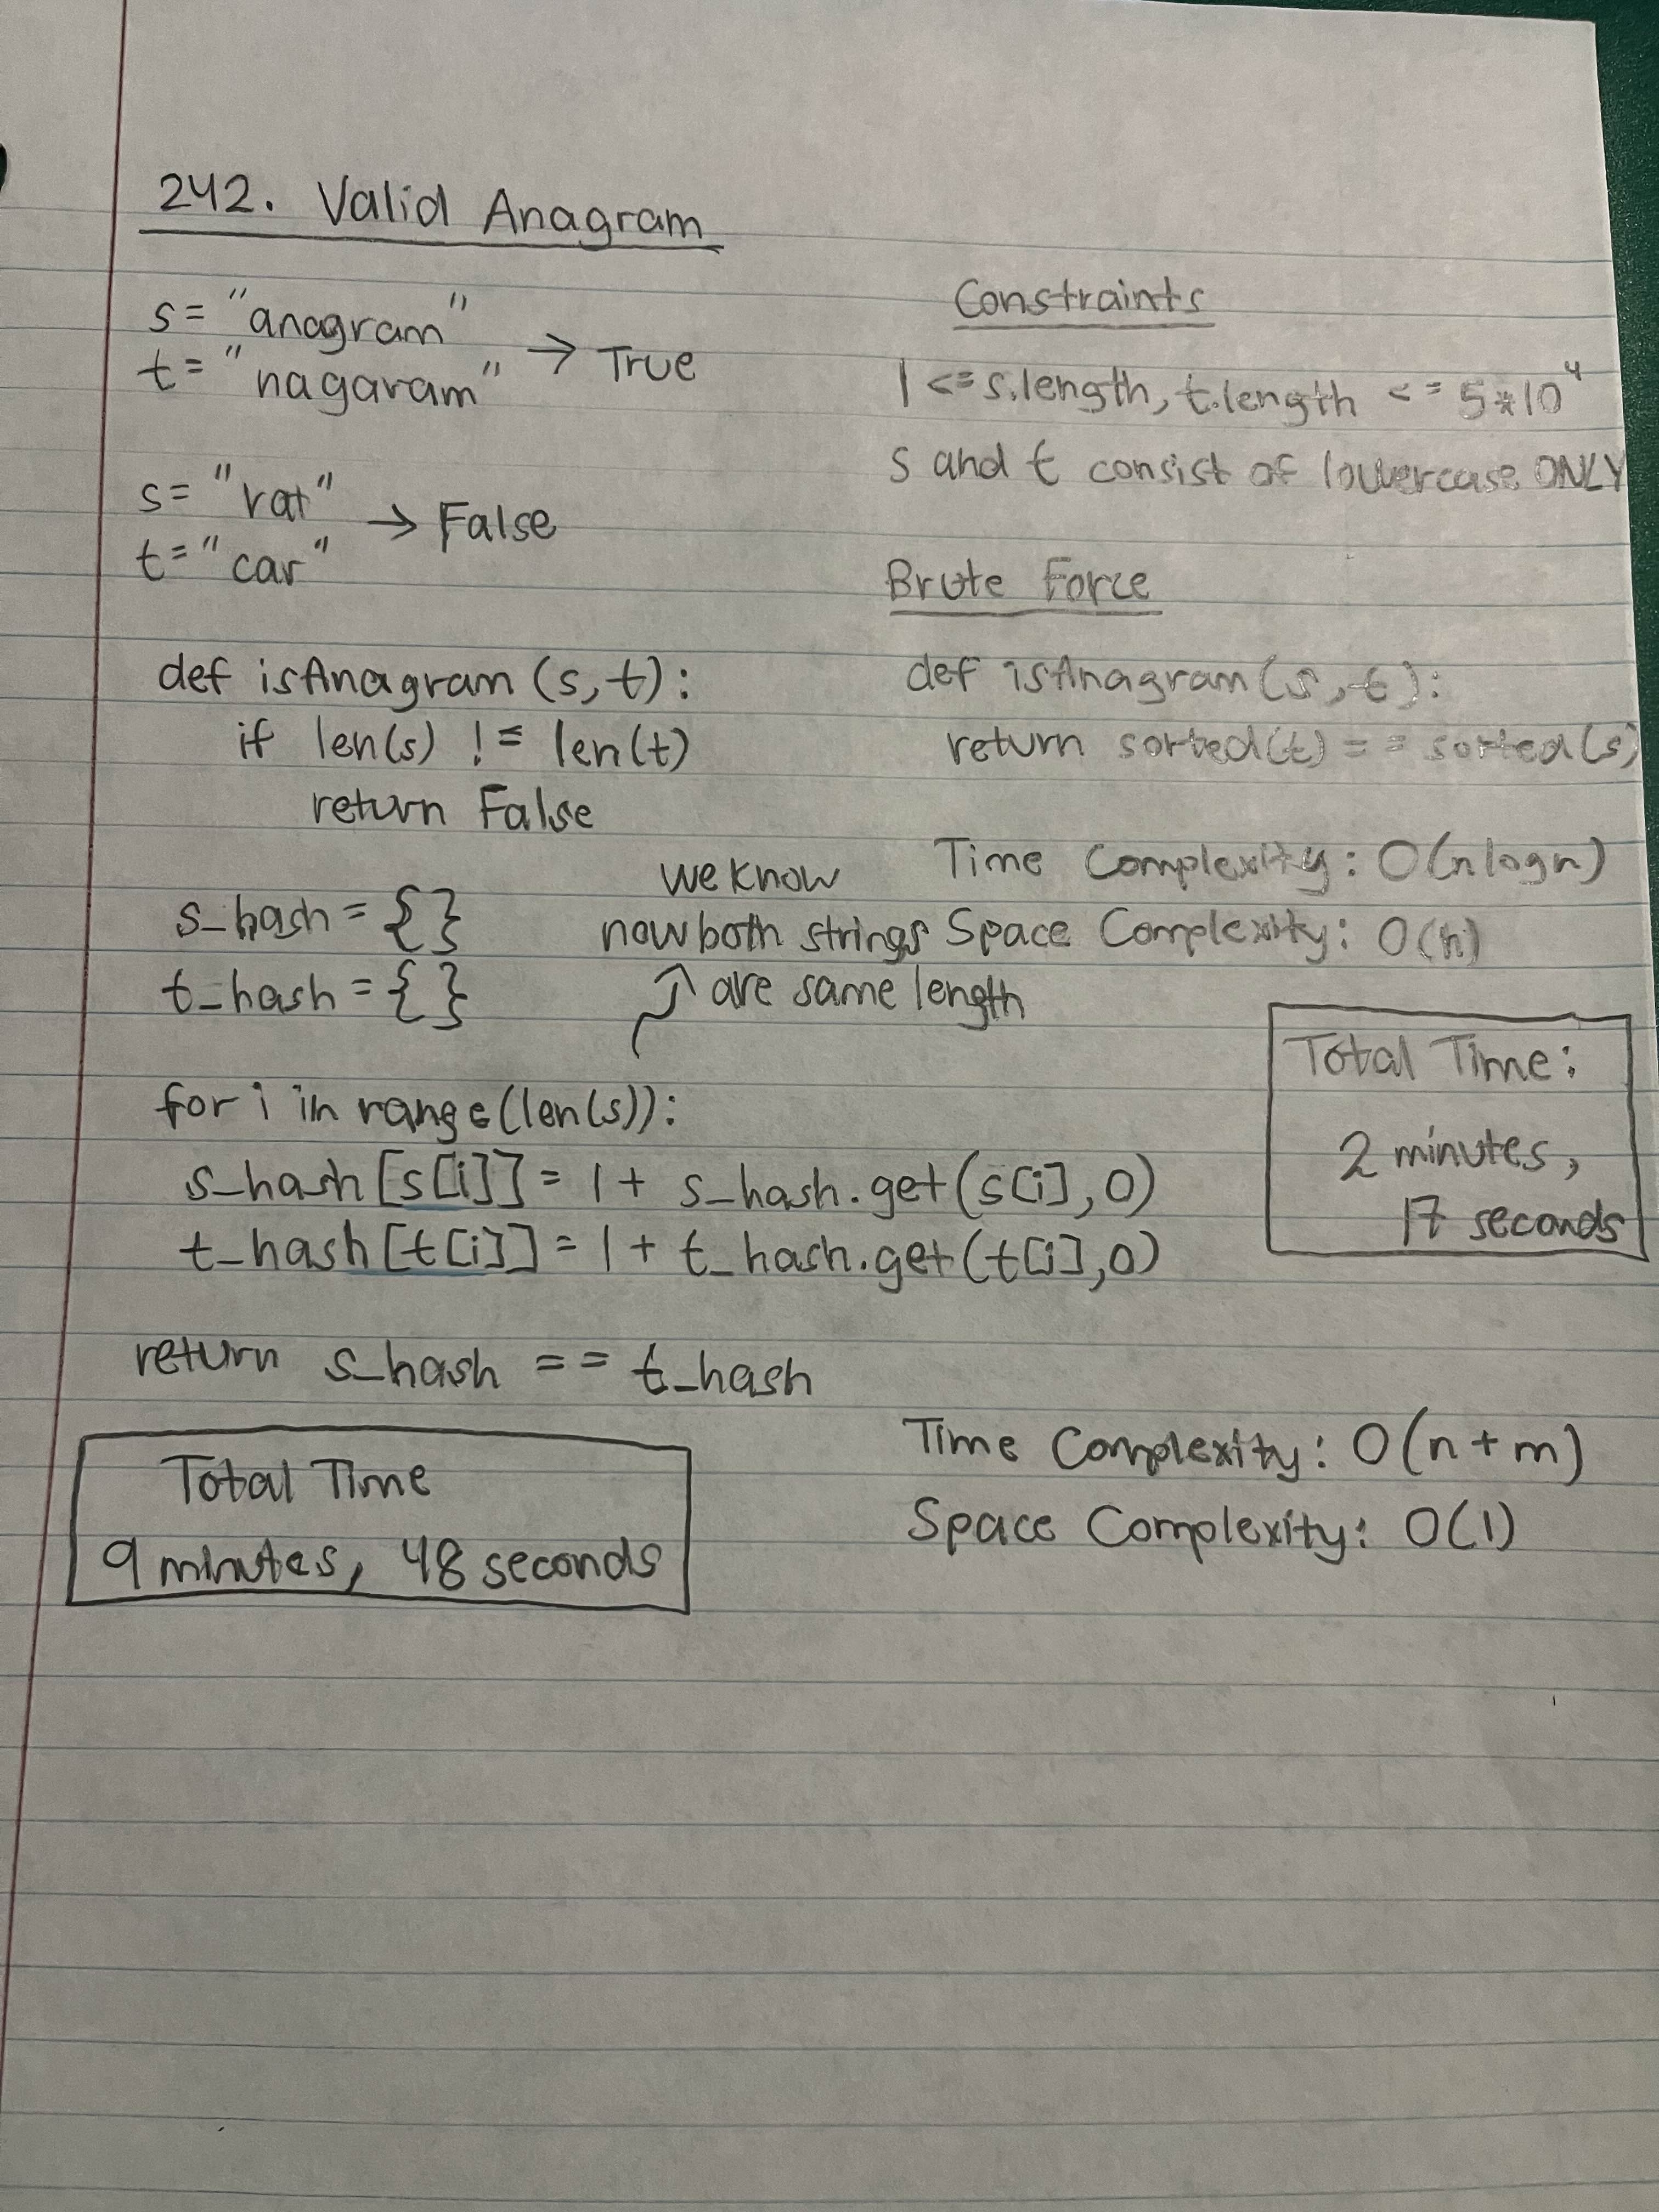 242. Valid Anagram
s= "anagram"
t= "nagaram" → True
s= "rat"
t= "car" → False
def isAnagram (s,t):
if len(s) != len(t)
return False
s_hash = {}
t_hash = {}
we know
now both strings
are same length
for i in range(len(s)):
s_hash[s[i]] = 1 + s_hash.get(s[i],0)
t_hash[t[i]] = 1 + t_hash.get(t[i],0)
return s_hash == t_hash
Total Time
9 minutes, 48 seconds
Constraints
1 <= s.length, t.length <= 5*10⁴
s and t consist of lowercase ONLY
Brute Force
def isAnagram(s,t):
return sorted(t) == sorted(s)
Time Complexity: O(nlogn)
Space Complexity: O(n)
Total Time:
2 minutes,
17 seconds
Time Complexity: O(n+m)
Space Complexity: O(1)